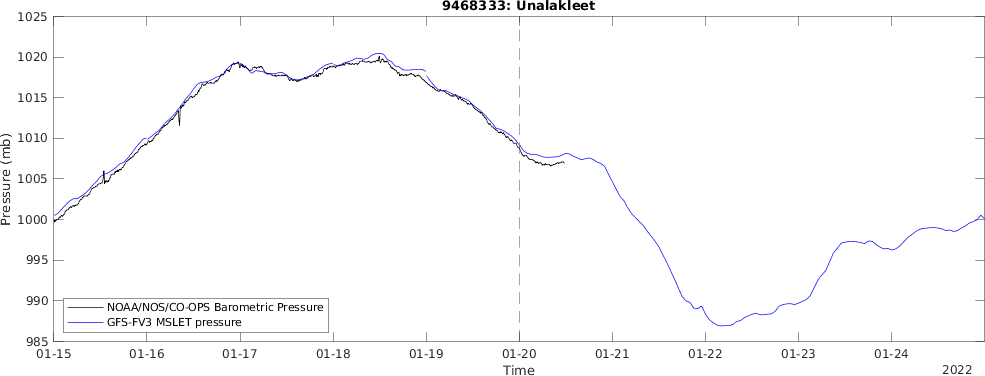 9468333: Unalakleet
1025
1020
1015
1010
1005
1000
995
990
985
Pressure (mb)
NOAA/NOS/CO-OPS Barometric Pressure
GFS-FV3 MSLET pressure
01-15 01-16 01-17 01-18 01-19 01-20 01-21 01-22 01-23 01-24
Time
2022